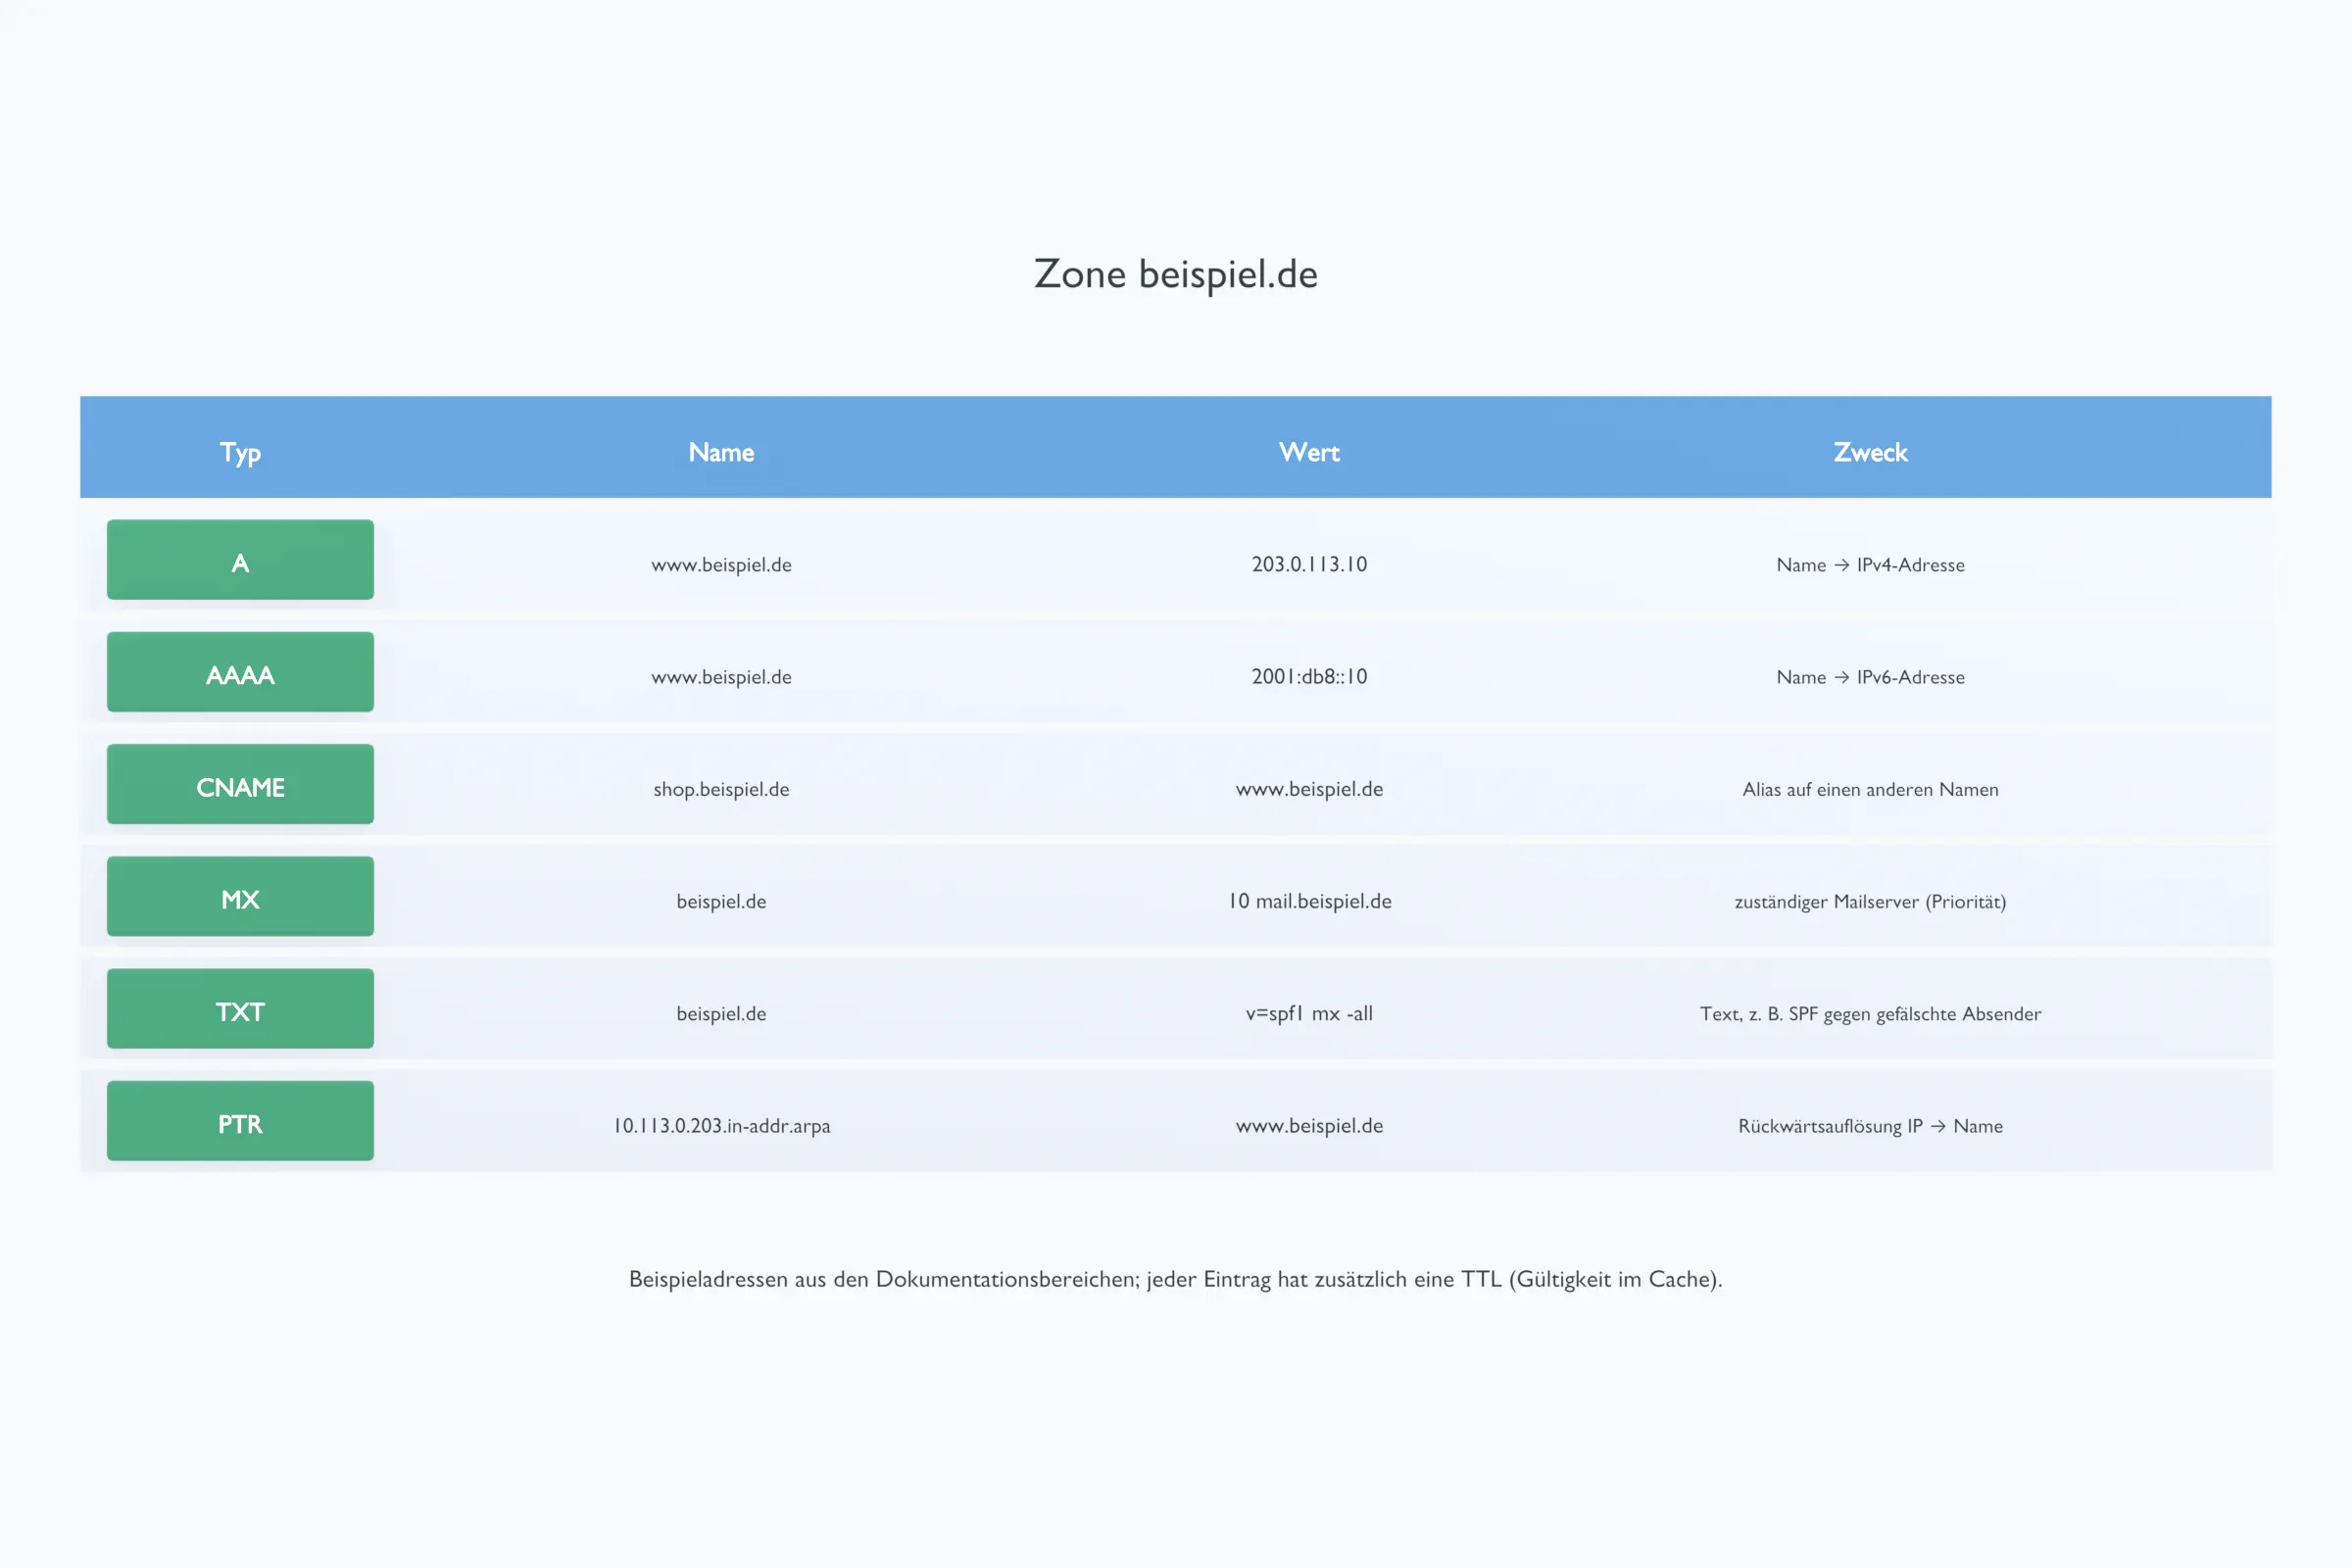 Zone beispiel.de
Typ Name Wert Zweck
A www.beispiel.de 203.0.113.10 Name → IPv4-Adresse
AAAA www.beispiel.de 2001:db8::10 Name → IPv6-Adresse
CNAME shop.beispiel.de www.beispiel.de Alias auf einen anderen Namen
MX beispiel.de 10 mail.beispiel.de zuständiger Mailserver (Priorität)
TXT beispiel.de v=spf1 mx -all Text, z. B. SPF gegen gefälschte Absender
PTR 10.113.0.203.in-addr.arpa www.beispiel.de Rückwärtsauflösung IP → Name
Beispieladressen aus den Dokumentationsbereichen; jeder Eintrag hat zusätzlich eine TTL (Gültigkeit im Cache).